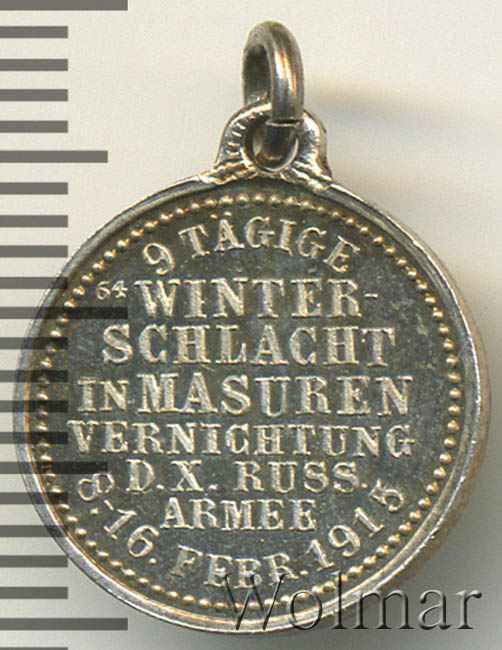 9 TÄGIGE
64 WINTER-
SCHLACHT
IN MASUREN
VERNICHTUNG
D. X. RUSS.
ARMEE
8.-16. FEBR. 1915
Wolmar